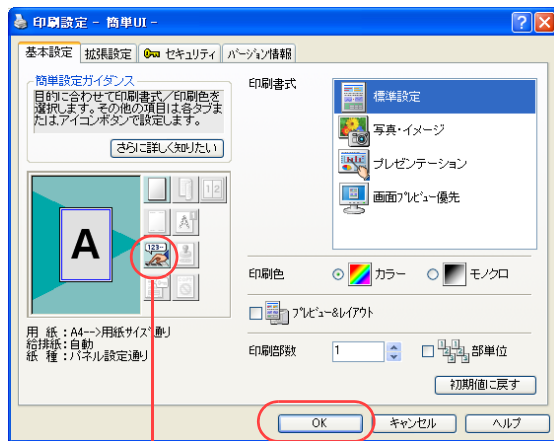 印刷設定 - 簡単UI -
基本設定 拡張設定 セキュリティ バージョン情報
簡単設定ガイダンス
目的に合わせて印刷書式/印刷色を
選択します。その他の項目は各タブま
たはアイコンボタンで設定します。
さらに詳しく知りたい
A
12
A
123~
用 紙:A4-->用紙サイズ通り
給排紙:自動
紙 種:パネル設定通り
印刷書式
標準設定
写真・イメージ
プレゼンテーション
画面プレビュー優先
印刷色 カラー モノクロ
プレビュー&レイアウト
印刷部数 1 部単位
初期値に戻す
OK キャンセル ヘルプ